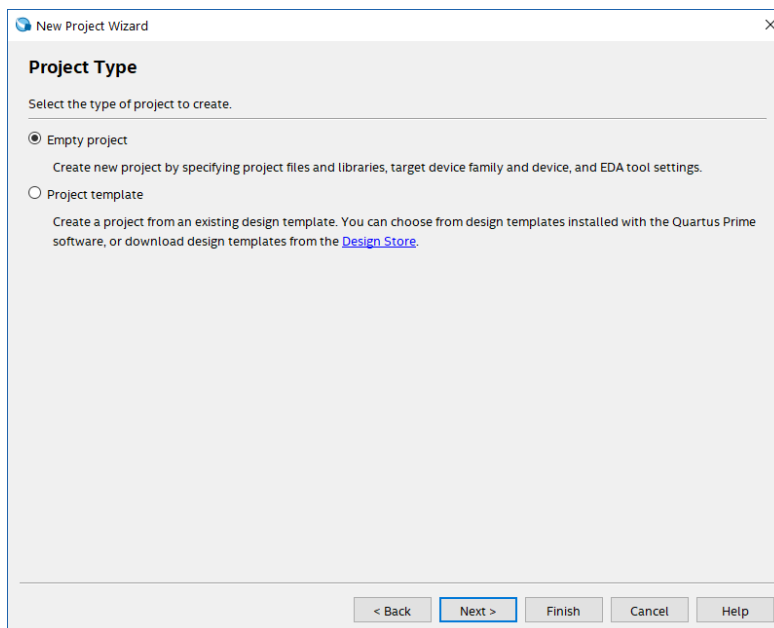 New Project Wizard
Project Type
Select the type of project to create.
Empty project
Create new project by specifying project files and libraries, target device family and device, and EDA tool settings.
Project template
Create a project from an existing design template. You can choose from design templates installed with the Quartus Prime
software, or download design templates from the Design Store.
< Back Next > Finish Cancel Help